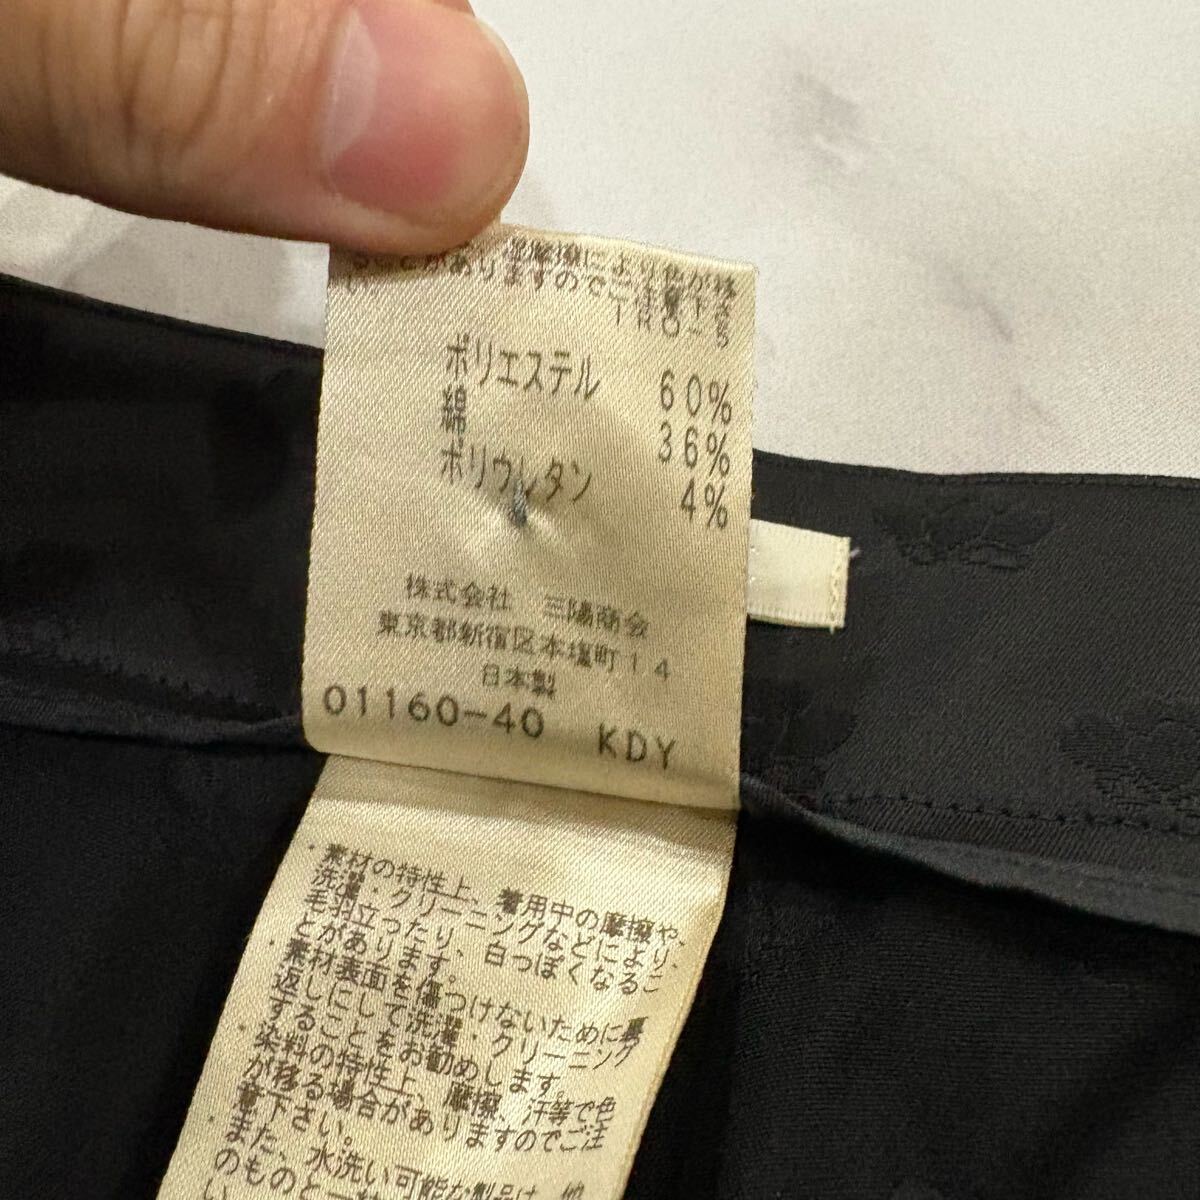 ポリエステル 60%
綿 36%
ポリウレタン 4%
株式会社 三陽商会
東京都新宿区本塩町14
日本製
01160-40 KDY
・素材の特性上、着用中の摩擦や、
洗濯・クリーニングなどにより、
毛羽立ったり、白っぽくなるこ
とがあります。
・素材表面を傷つけないために裏
返しにして洗濯・クリーニング
することをお勧めします。
・染料の特性上、摩擦、汗等で色
が移る場合がありますのでご注
意下さい。
また、水洗い可能な製品は、他
のものと